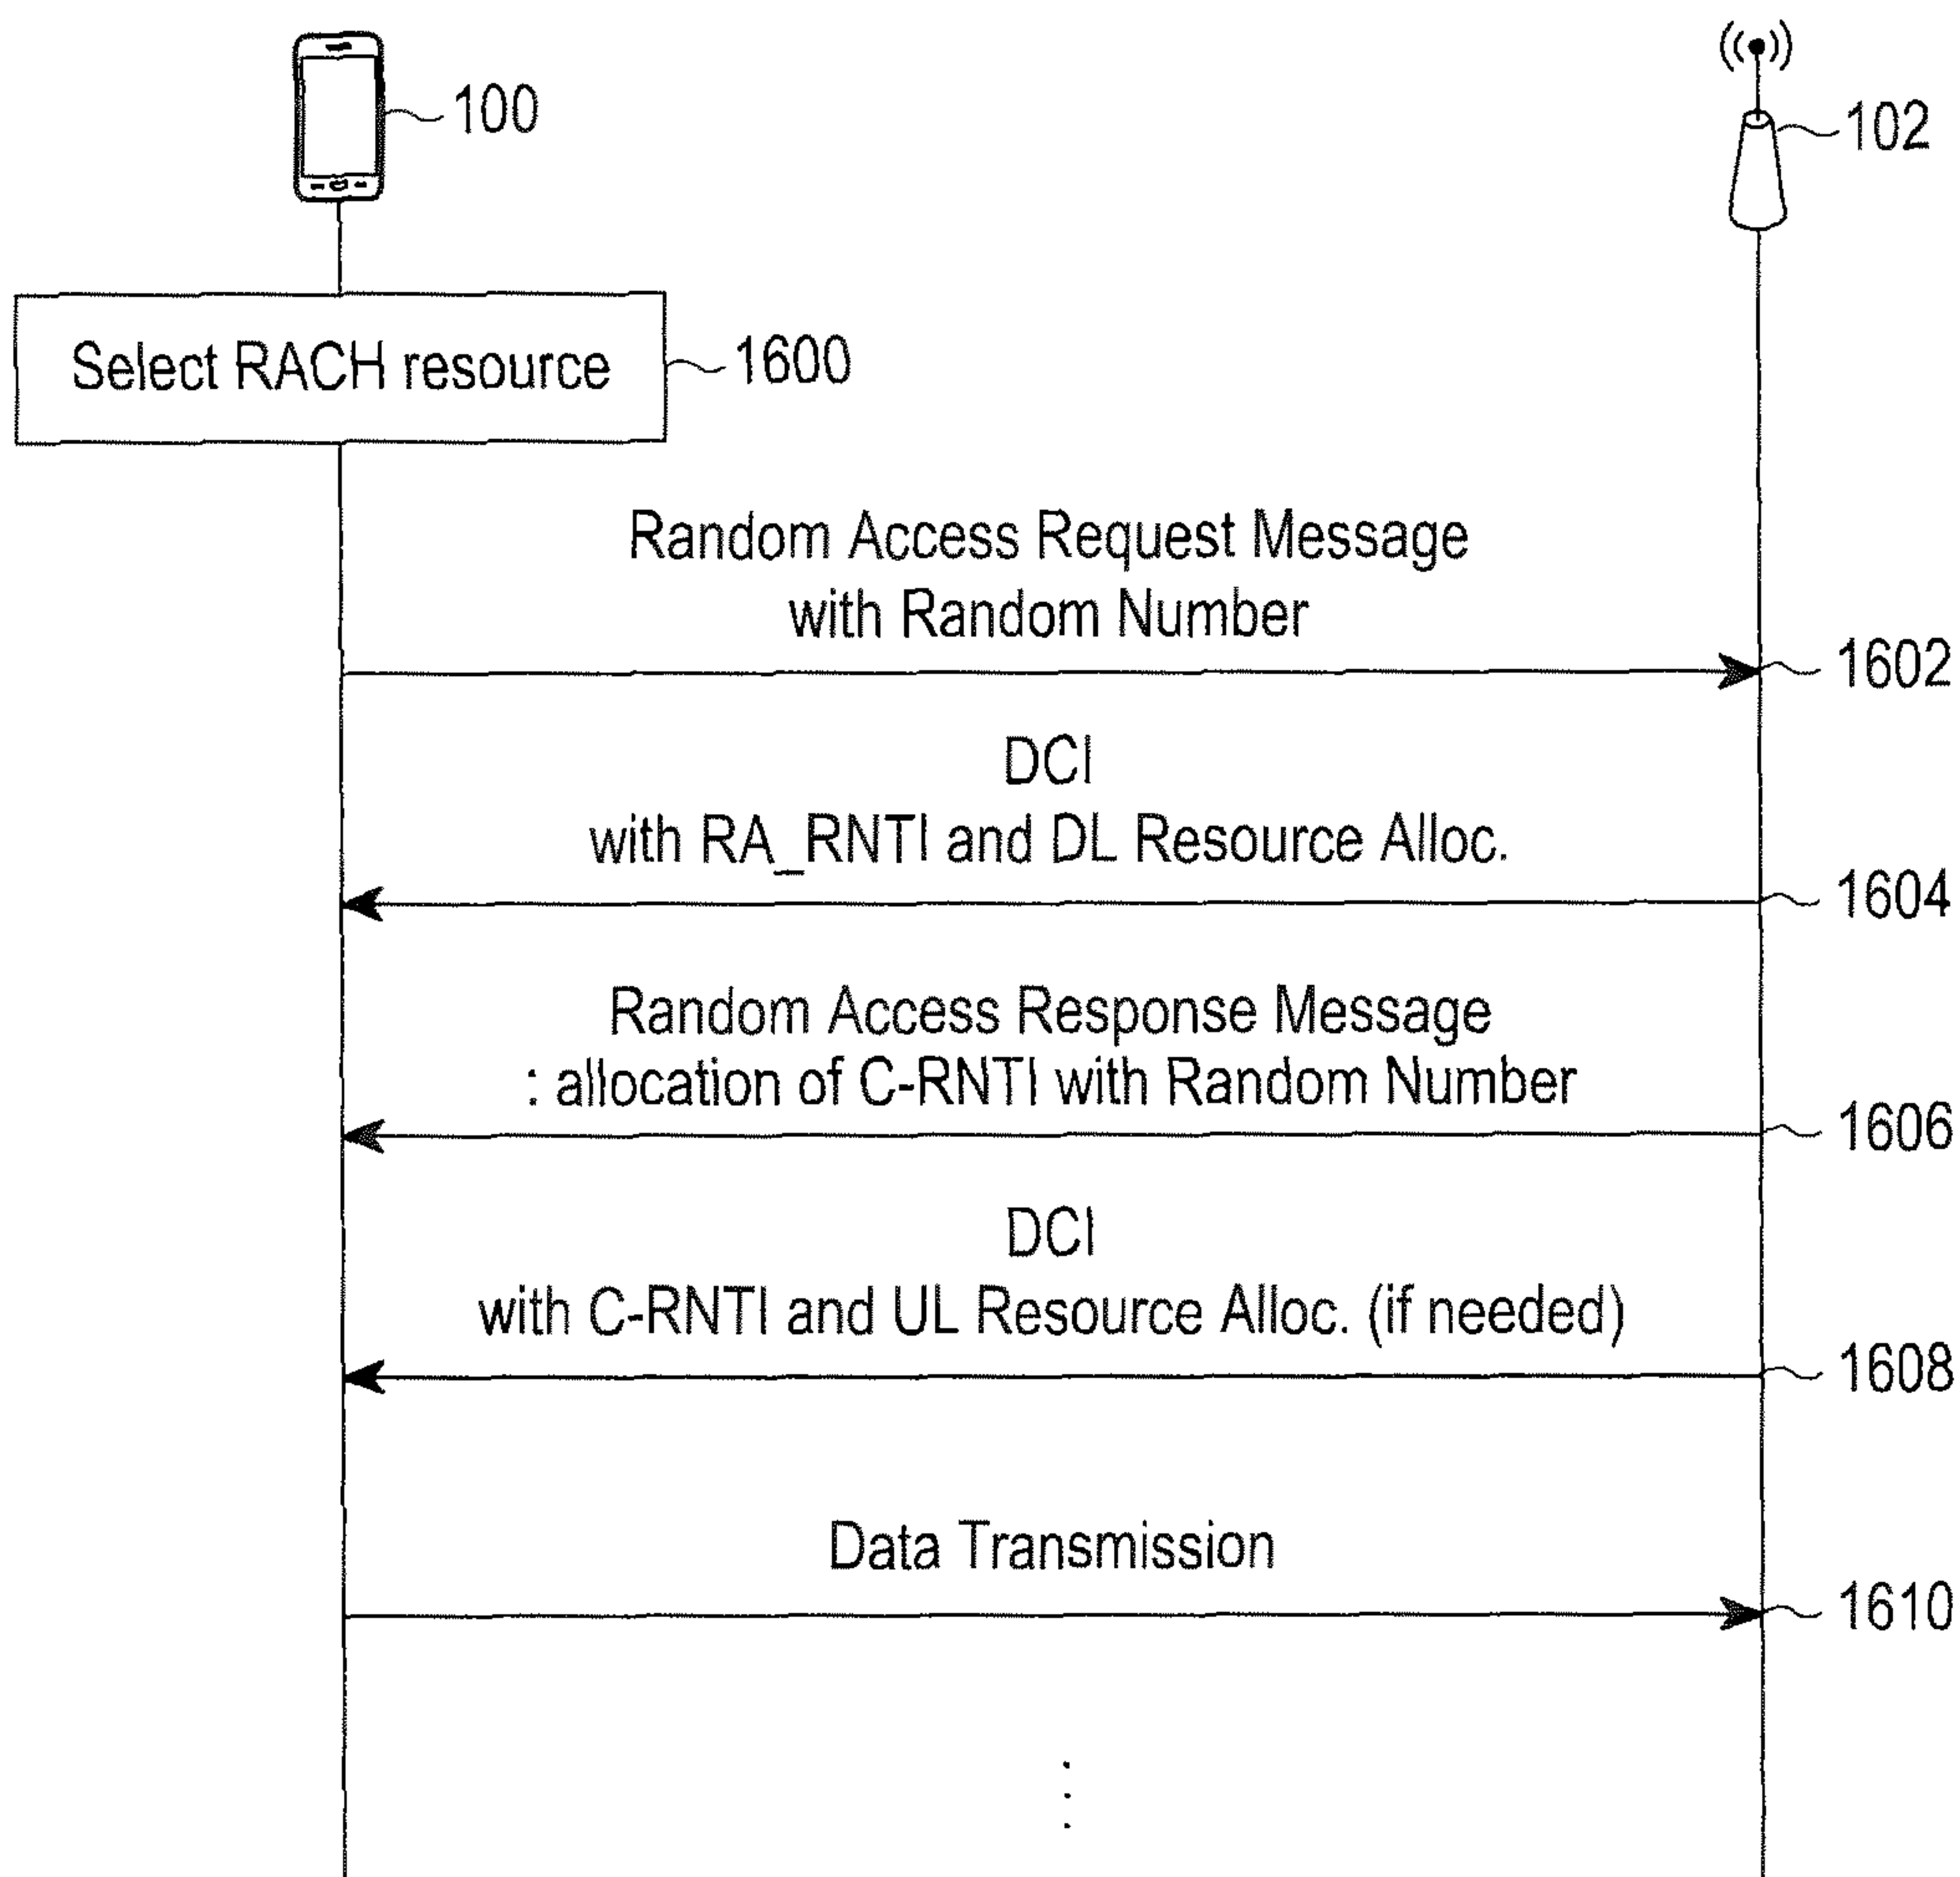 100
102
Select RACH resource
1600
Random Access Request Message
with Random Number
1602
DCI
with RA_RNTI and DL Resource Alloc.
1604
Random Access Response Message
: allocation of C-RNTI with Random Number
1606
DCI
with C-RNTI and UL Resource Alloc. (if needed)
1608
Data Transmission
1610